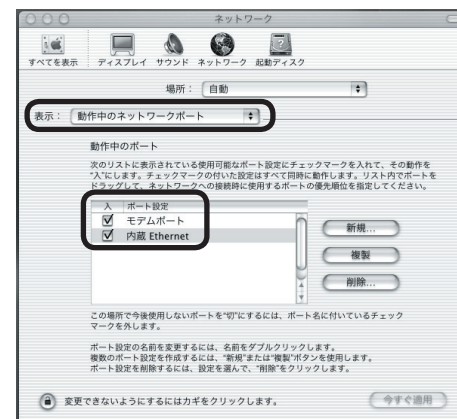 ネットワーク
すべてを表示 ディスプレイ サウンド ネットワーク 起動ディスク
場所： 自動
表示： 動作中のネットワークポート
動作中のポート
次のリストに表示されている使用可能なポート設定にチェックマークを入れて、その動作を
“入”にします。チェックマークの付いた設定はすべて同時に動作します。リスト内でポートを
ドラッグして、ネットワークへの接続時に使用するポートの優先順位を指定してください。
入 ポート設定
モデムポート
内蔵 Ethernet
新規...
複製
削除...
この場所で今後使用しないポートを“切”にするには、ポート名に付いているチェック
マークを外します。
ポート設定の名前を変更するには、名前をダブルクリックします。
複数のポート設定を作成するには、“新規”または“複製”ボタンを使用します。
ポート設定を削除するには、設定を選んで、“削除”をクリックします。
変更できないようにするにはカギをクリックします。
今すぐ適用